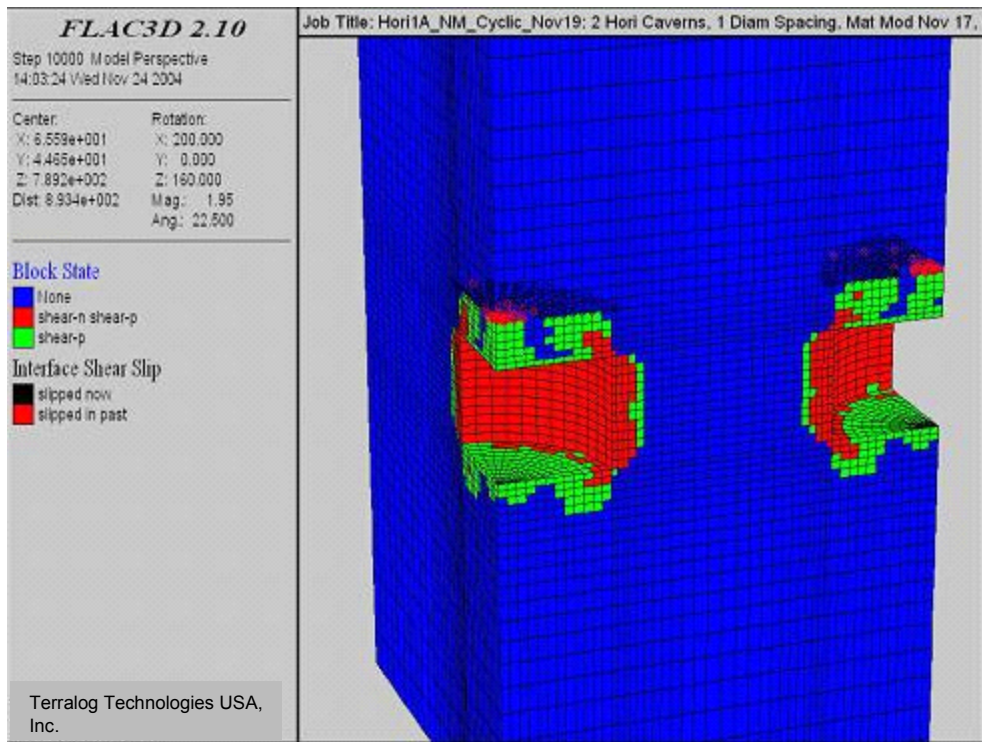 FLAC3D 2.10
Step 10000 Model Perspective
14:03:24 Wed Nov 24 2004
Center:
X: 6.559e+001
Y: 4.465e+001
Z: 7.892e+002
Dist: 8.934e+002
Rotation:
X: 200.000
Y: 0.000
Z: 160.000
Mag.: 1.95
Ang.: 22.500
Block State
None
shear-n shear-p
shear-p
Interface Shear Slip
slipped now
slipped in past
Terralog Technologies USA,
Inc.
Job Title: Hori1A_NM_Cyclic_Nov19: 2 Hori Caverns, 1 Diam Spacing, Mat Mod Nov 17,